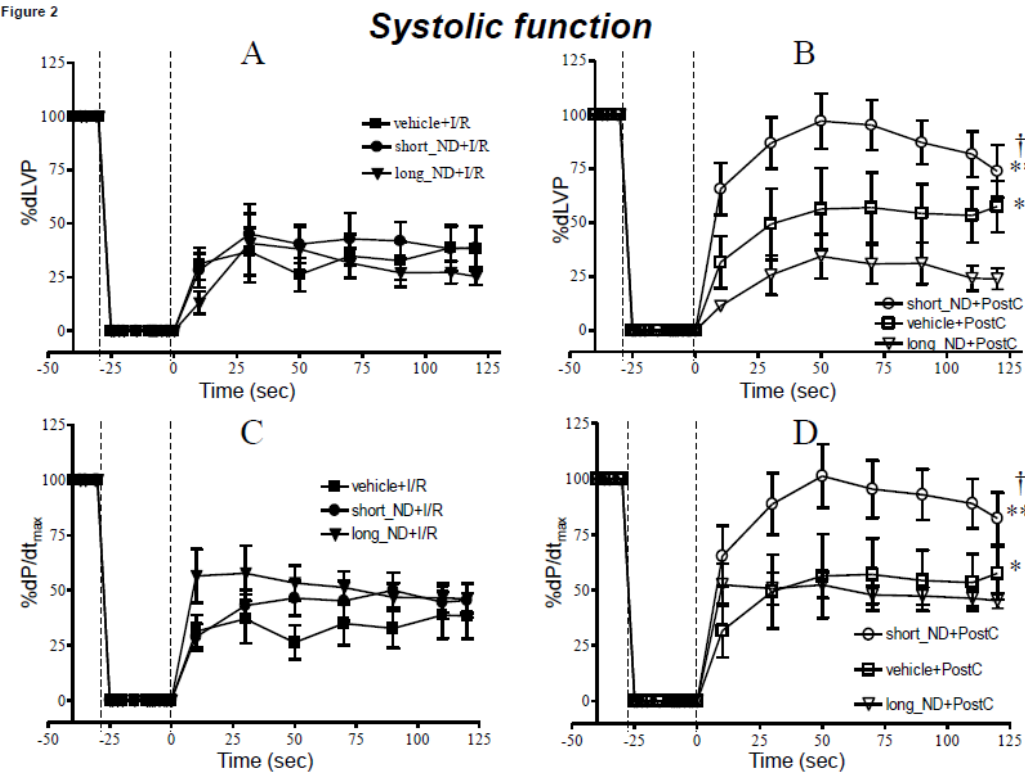 Figure 2
Systolic function
A
125
100
75
50
25
0
%dLVP
vehicle+I/R
short_ND+I/R
long_ND+I/R
-50 -25 0 25 50 75 100 125
Time (sec)
B
125
100
75
50
25
0
%dLVP
†
**
*
short_ND+PostC
vehicle+PostC
long_ND+PostC
-50 -25 0 25 50 75 100 125
Time (sec)
C
125
100
75
50
25
0
%dP/dtmax
vehicle+I/R
short_ND+I/R
long_ND+I/R
-50 -25 0 25 50 75 100 125
Time (sec)
D
125
100
75
50
25
0
%dP/dtmax
†
**
*
short_ND+PostC
vehicle+PostC
long_ND+PostC
-50 -25 0 25 50 75 100 125
Time (sec)